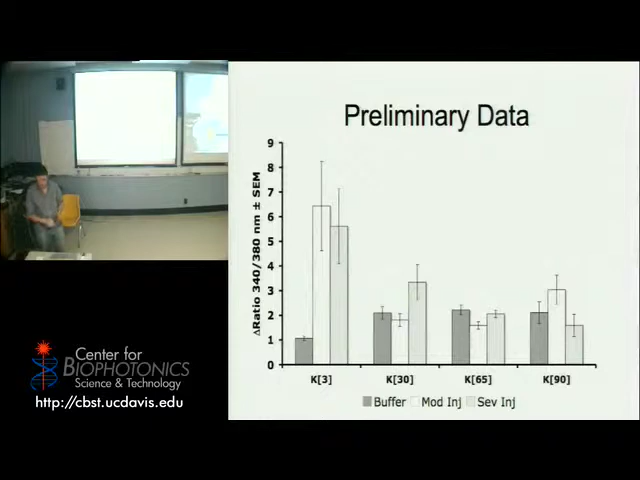 Preliminary Data
ΔRatio 340/380 nm ± SEM
9
8
7
6
5
4
3
2
1
0
K[3] K[30] K[65] K[90]
Buffer Mod Inj Sev Inj
Center for
BIOPHOTONICS
Science & Technology
http://cbst.ucdavis.edu